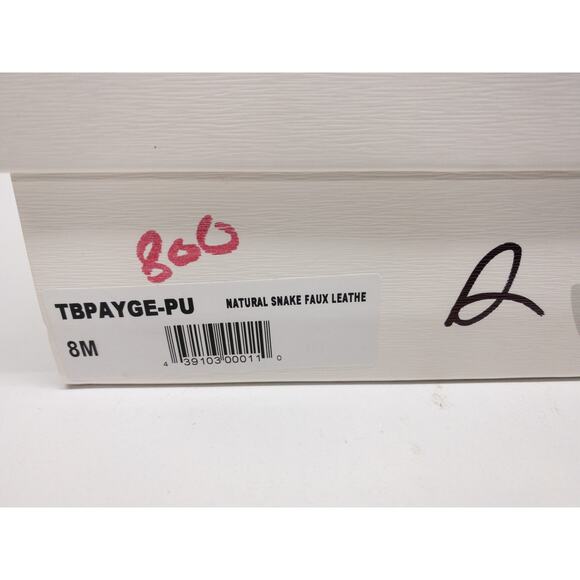 800
TBPAYGE-PU NATURAL SNAKE FAUX LEATHE
8M
4 39103 00011 0